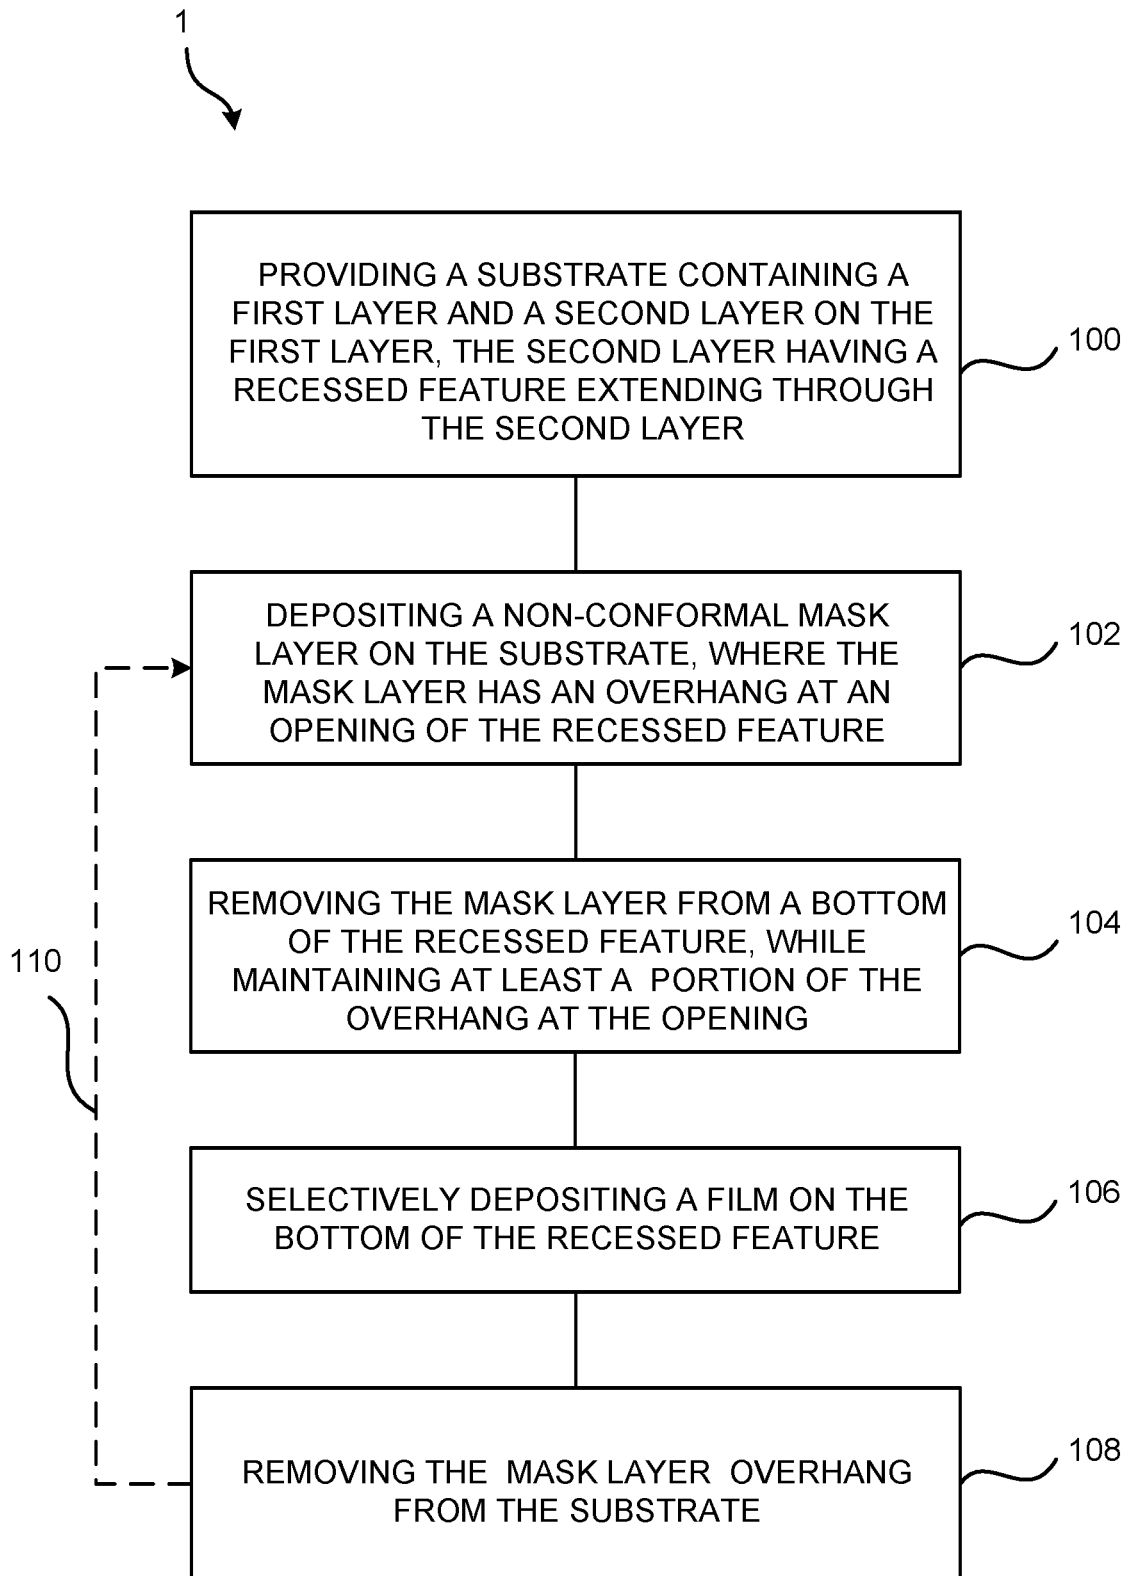 1
PROVIDING A SUBSTRATE CONTAINING A
FIRST LAYER AND A SECOND LAYER ON THE
FIRST LAYER, THE SECOND LAYER HAVING A
RECESSED FEATURE EXTENDING THROUGH
THE SECOND LAYER
100
DEPOSITING A NON-CONFORMAL MASK
LAYER ON THE SUBSTRATE, WHERE THE
MASK LAYER HAS AN OVERHANG AT AN
OPENING OF THE RECESSED FEATURE
102
REMOVING THE MASK LAYER FROM A BOTTOM
OF THE RECESSED FEATURE, WHILE
MAINTAINING AT LEAST A PORTION OF THE
OVERHANG AT THE OPENING
104
110
SELECTIVELY DEPOSITING A FILM ON THE
BOTTOM OF THE RECESSED FEATURE
106
REMOVING THE MASK LAYER OVERHANG
FROM THE SUBSTRATE
108